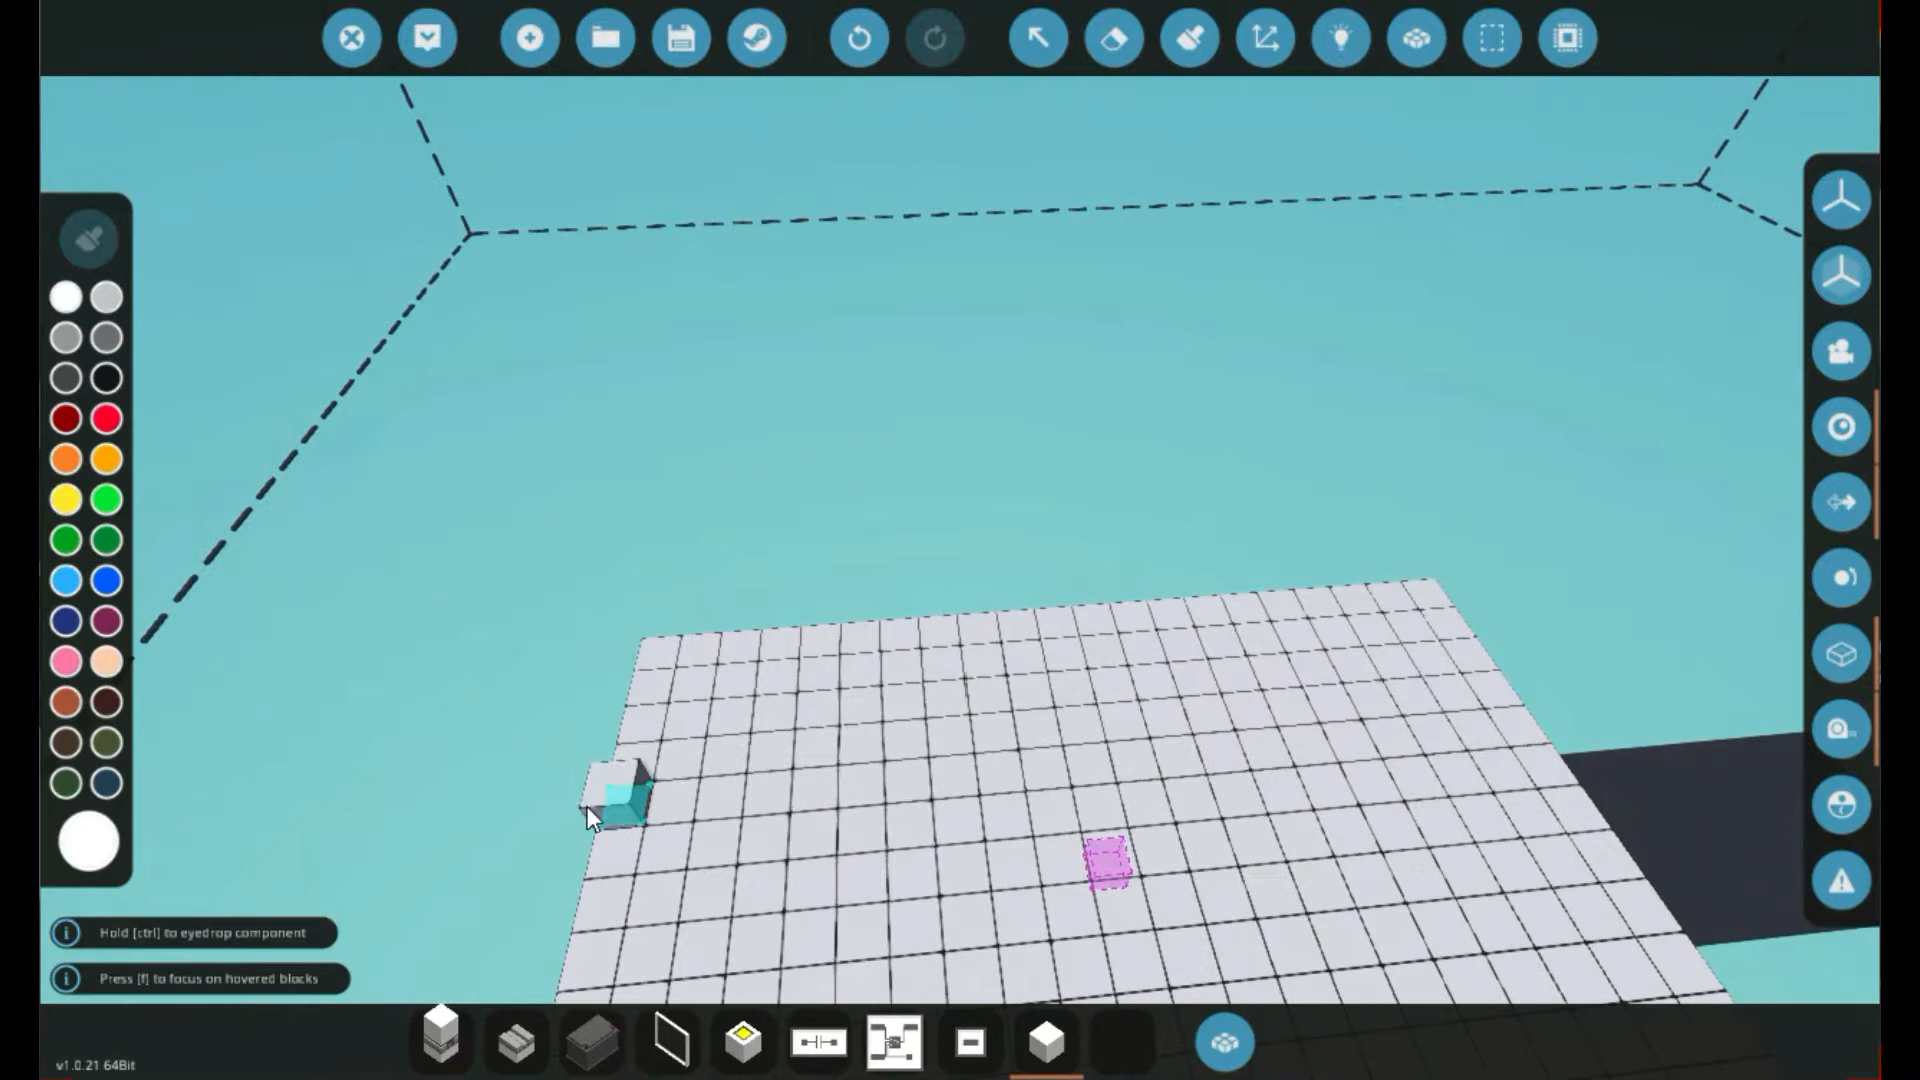 Hold [ctrl] to eyedrop component
Press [f] to focus on hovered blocks
v1.0.21 64Bit